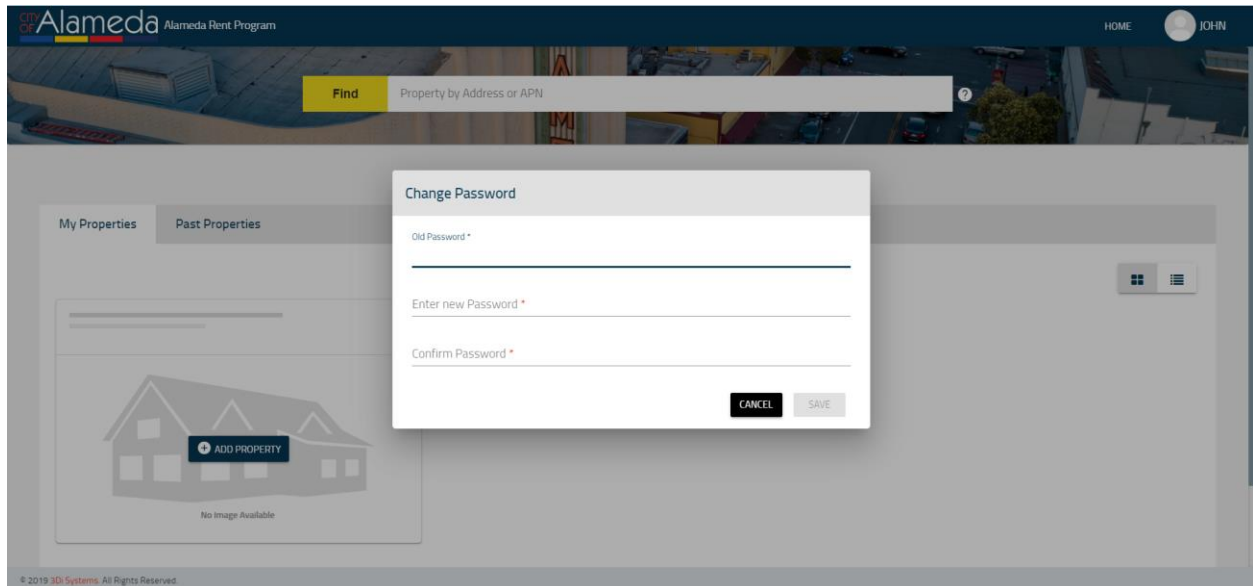 CITY OF Alameda Alameda Rent Program
HOME
JOHN
Find Property by Address or APN
?
Change Password
My Properties Past Properties
Old Password *
Enter new Password *
Confirm Password *
CANCEL SAVE
ADD PROPERTY
No Image Available
© 2019 3Di Systems. All Rights Reserved.